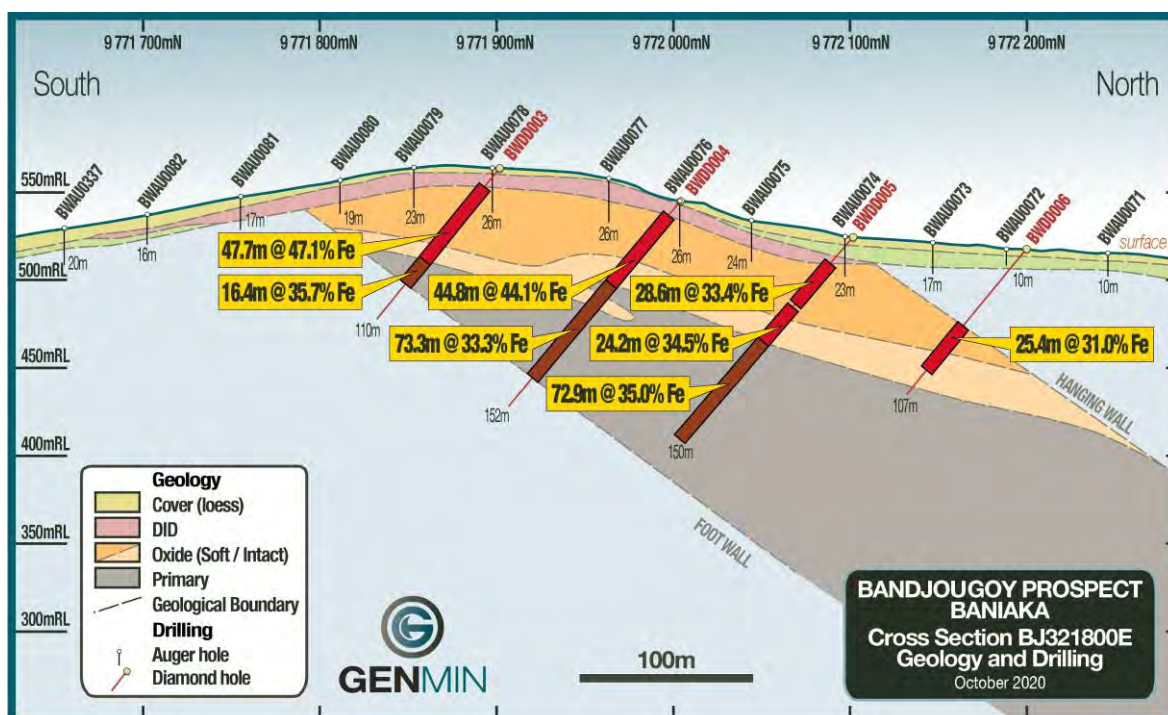 9 771 700mN
9 771 800mN
9 771 900mN
9 772 000mN
9 772 100mN
9 772 200mN
South
North
BWAU0337
BWAU0082
BWAU0081
BWAU0080
BWAU0079
BWAU0078
BWDD003
BWAU0077
BWAU0076
BWDD004
BWAU0075
BWAU0074
BWDD005
BWAU0073
BWAU0072
BWDD006
BWAU0071
surface
550mRL
500mRL
450mRL
400mRL
350mRL
300mRL
20m
16m
17m
19m
23m
26m
26m
26m
24m
23m
17m
10m
10m
47.7m @ 47.1% Fe
16.4m @ 35.7% Fe
110m
44.8m @ 44.1% Fe
73.3m @ 33.3% Fe
152m
28.6m @ 33.4% Fe
24.2m @ 34.5% Fe
72.9m @ 35.0% Fe
150m
25.4m @ 31.0% Fe
107m
HANGING WALL
FOOT WALL
Geology
Cover (loess)
DID
Oxide (Soft / Intact)
Primary
Geological Boundary
Drilling
Auger hole
Diamond hole
GENMIN
100m
BANDJOUGOY PROSPECT
BANIAKA
Cross Section BJ321800E
Geology and Drilling
October 2020